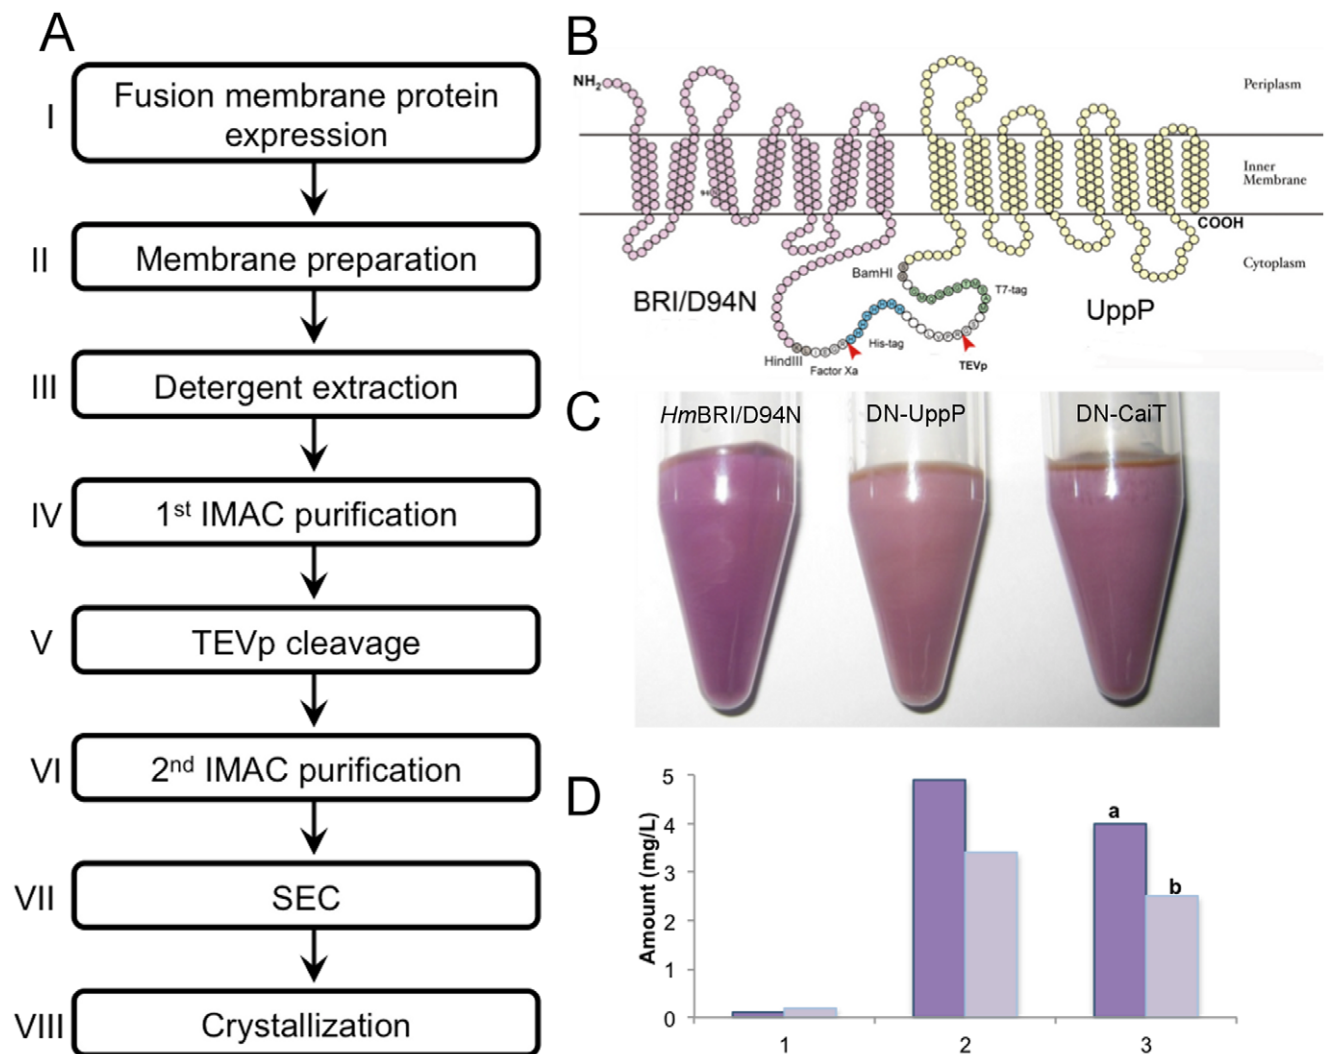 A
I
Fusion membrane protein
expression
II
Membrane preparation
III
Detergent extraction
IV
1st IMAC purification
V
TEVp cleavage
VI
2nd IMAC purification
VII
SEC
VIII
Crystallization
B
NH2
Periplasm
Inner
Membrane
COOH
Cytoplasm
BamHI
T7-tag
BRI/D94N
UppP
His-tag
HindIII
Factor Xa
TEVp
C
HmBRI/D94N
DN-UppP
DN-CaiT
D
Amount (mg/L)
5
4
3
2
1
0
a
b
1
2
3